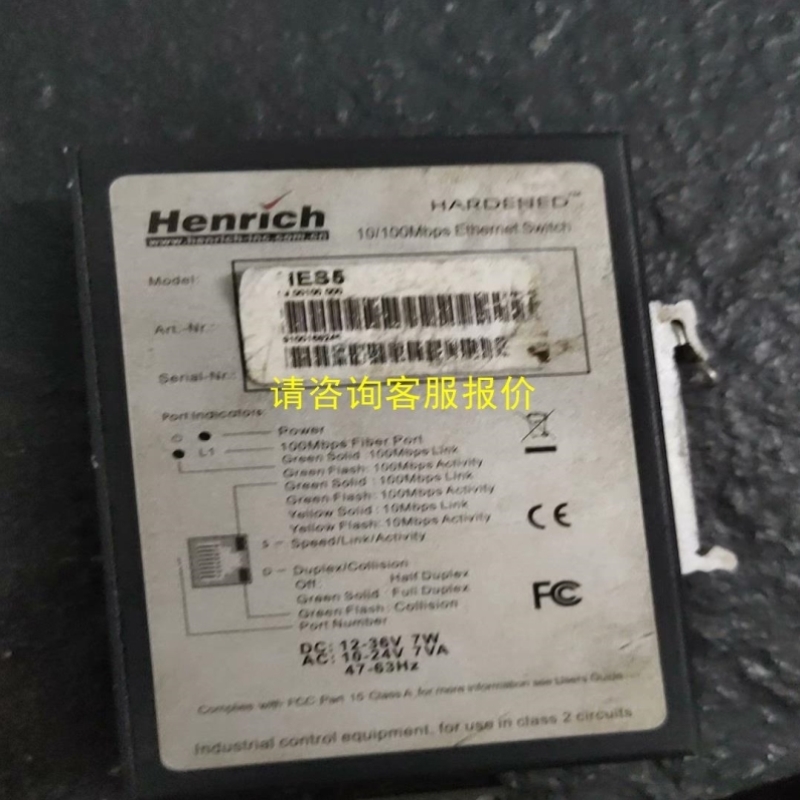 Henrich
www.henrich-inc.com.cn
HARDENED™
10/100Mbps Ethernet Switch
Model:
IES5
Art.-Nr.:
Serial-Nr.:
请咨询客服报价
Port Indicators:
Power
L1
100Mbps Fiber Port
Green Solid : 100Mbps Link
Green Flash: 100Mbps Activity
Green Solid : 100Mbps Link
Green Flash: 100Mbps Activity
Yellow Solid : 10Mbps Link
Yellow Flash: 10Mbps Activity
S - Speed/Link/Activity
D - Duplex/Collision
Off : Half Duplex
Green Solid : Full Duplex
Green Flash : Collision
Port Number
CE
FC
DC: 12-36V 7W
AC: 10-24V 7VA
47-63Hz
Complies with FCC Part 15 Class A, for more information see Users Guide
Industrial control equipment, for use in class 2 circuits